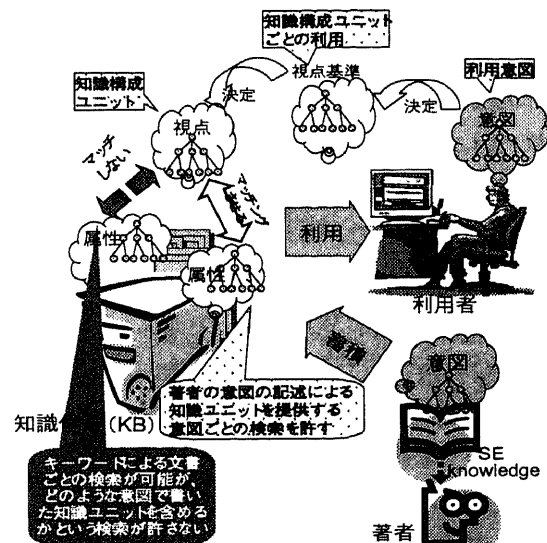 知識構成ユニット
ごとの利用
知識構成
ユニット
決定
視点基準
決定
利用意図
視点
意図
マッチ
しない
属性
属性
利用
利用者
蓄積
意図
著者の意図の記述による
知識ユニットを提供する
意図ごとの検索を許す
知識
(KB)
キーワードによる文書
ごとの検索が可能が、
どのような意図で書い
た知識ユニットを含める
かという検索が許さない
SE
knowledge
著者